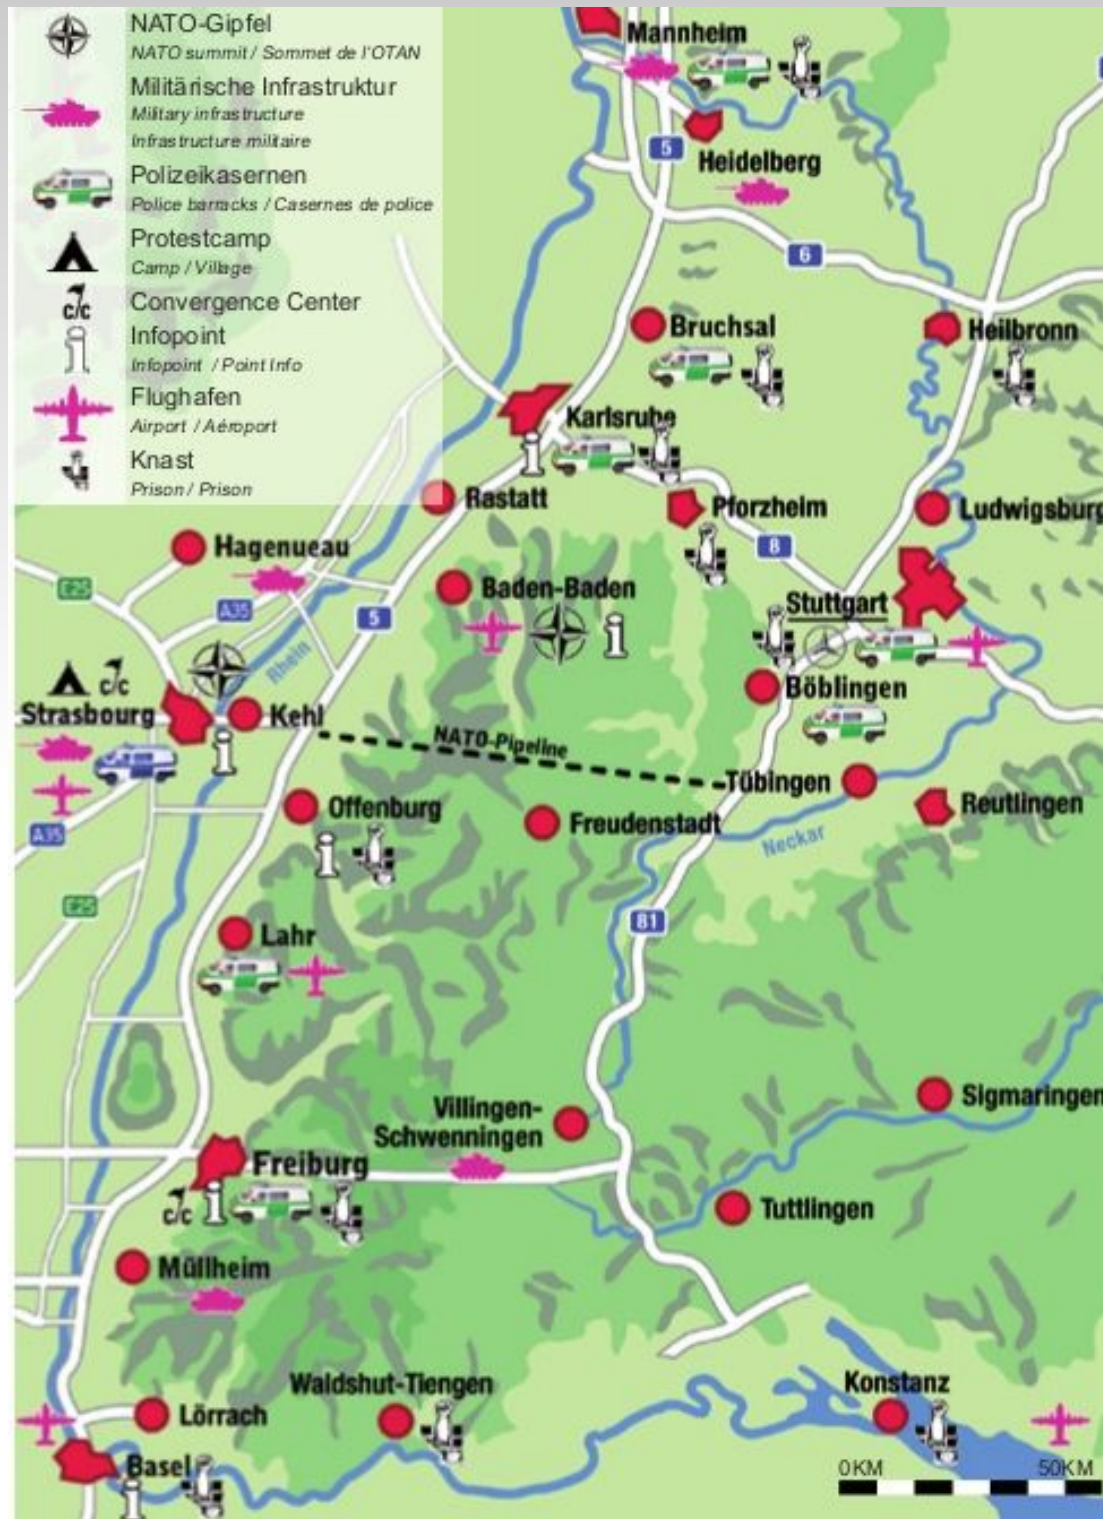 NATO-Gipfel
NATO summit / Sommet de l'OTAN
Militärische Infrastruktur
Military infrastructure
Infrastructure militaire
Polizeikasernen
Police barracks / Casernes de police
Protestcamp
Camp / Village
c/c
Convergence Center
Infopoint
Infopoint / Point Info
Flughafen
Airport / Aéroport
Knast
Prison / Prison
Mannheim
5
Heidelberg
6
Bruchsal
Heilbronn
Karlsruhe
Rastatt
Pforzheim
Ludwigsburg
Hagenueau
8
E25
Baden-Baden
A35
5
Stuttgart
Rhein
c/c
Böblingen
Strasbourg
Kehl
NATO-Pipeline
Tübingen
Offenburg
Freudenstadt
Reutlingen
A35
Neckar
E25
81
Lahr
Villingen-
Schwenningen
Sigmaringen
Freiburg
c/c
Tuttlingen
Müllheim
Waldshut-Tiengen
Konstanz
Lörrach
Basel
0KM
50KM